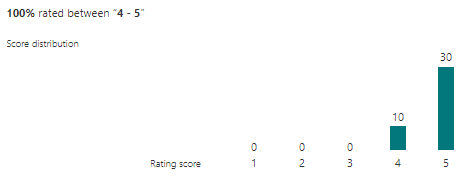 100% rated between "4 - 5"
Score distribution
30
10
0 0 0
Rating score 1 2 3 4 5